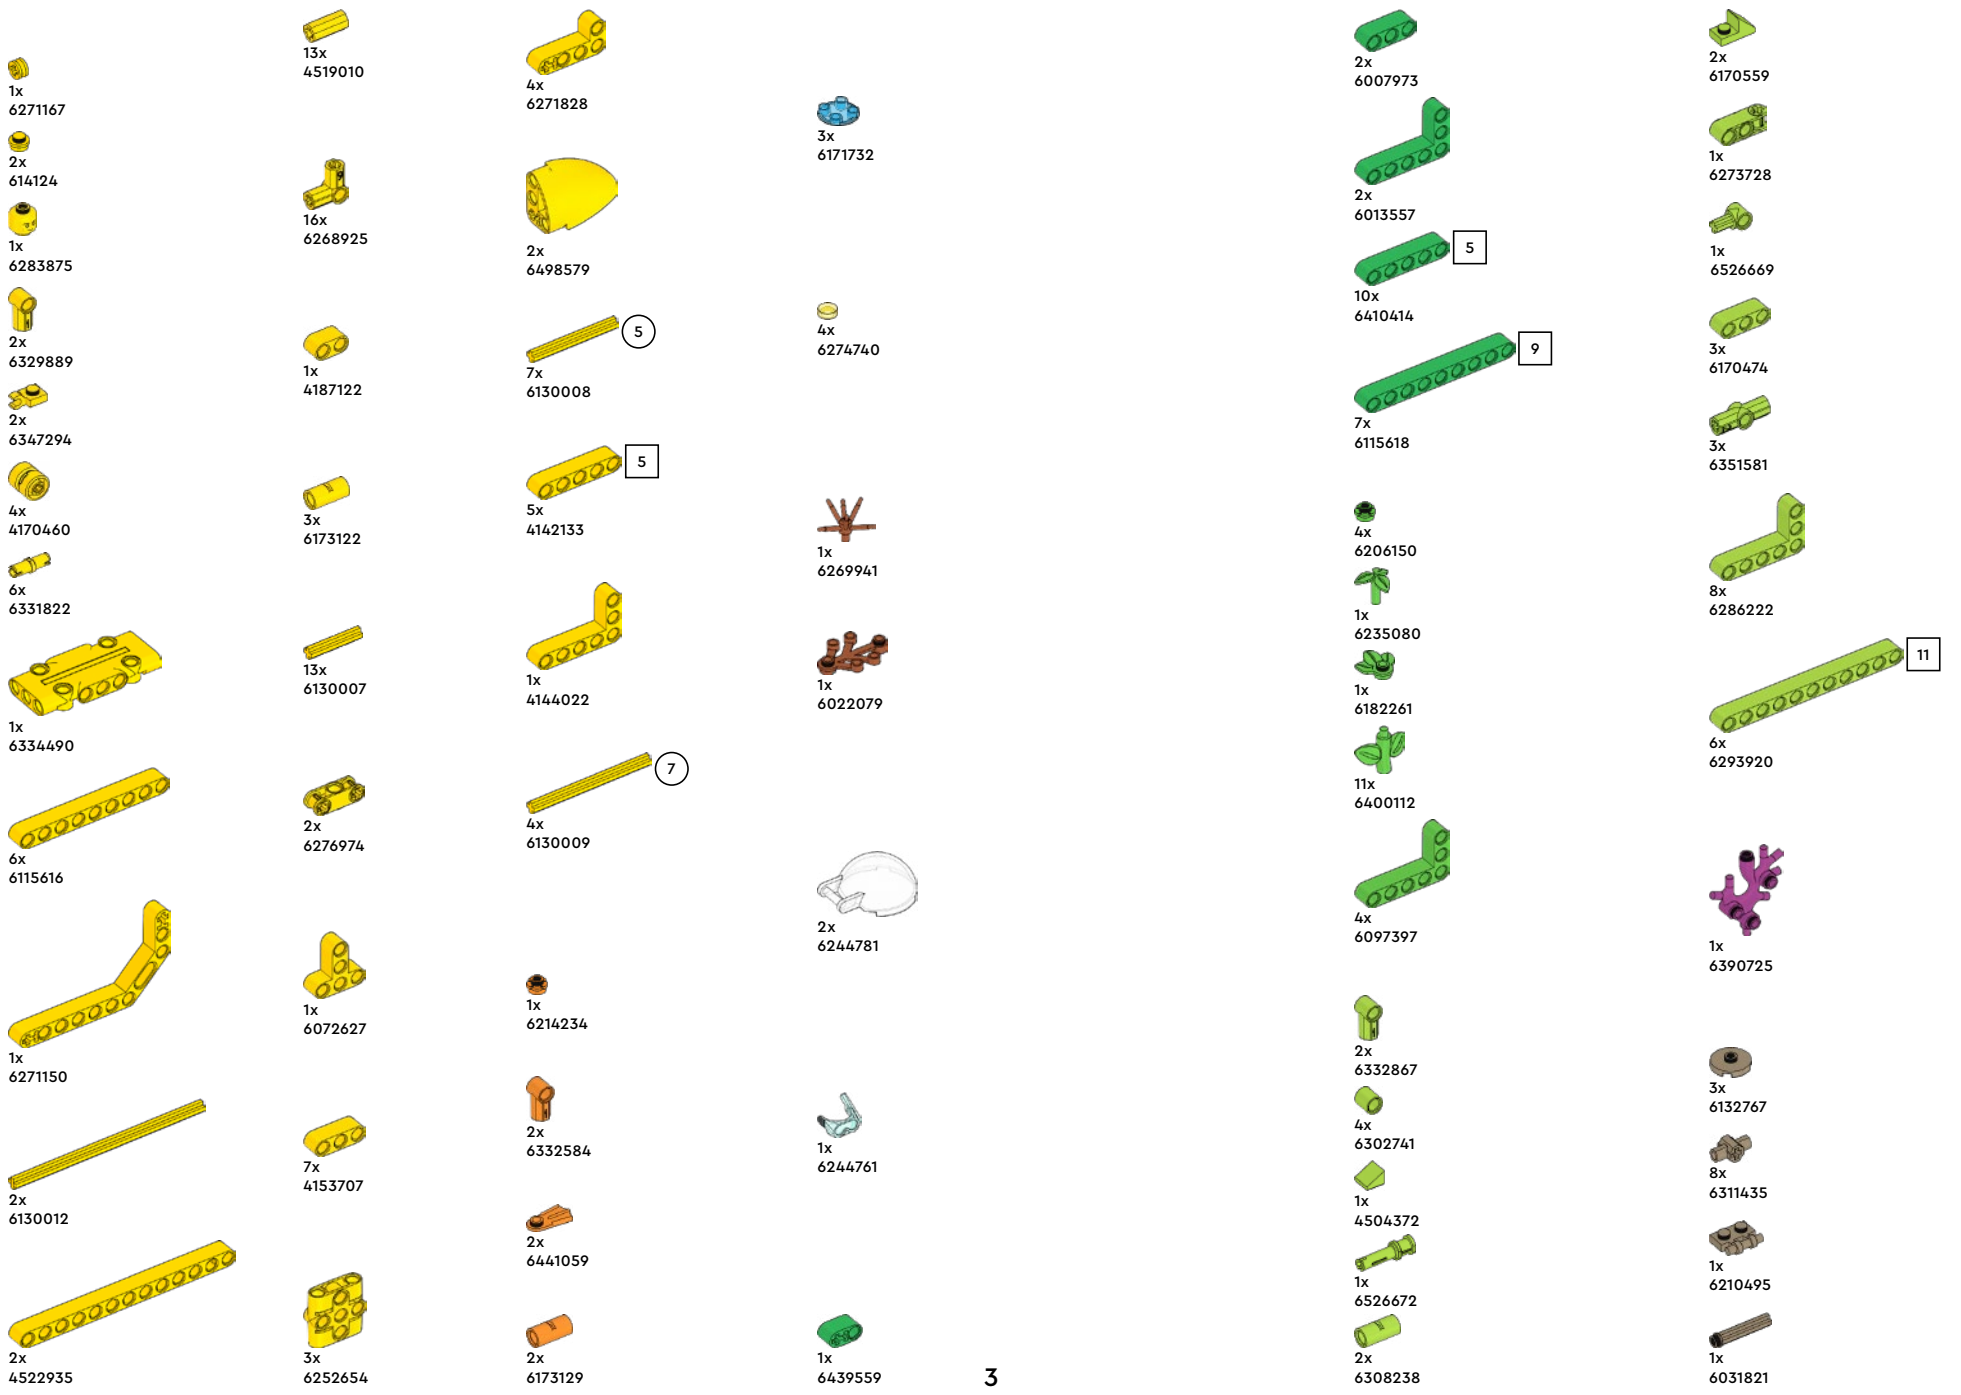 1x
6271167
2x
614124
1x
6283875
2x
6329889
2x
6347294
4x
4170460
6x
6331822
1x
6334490
6x
6115616
1x
6271150
2x
6130012
2x
4522935
13x
4519010
16x
6268925
1x
4187122
3x
6173122
13x
6130007
2x
6276974
1x
6072627
7x
4153707
3x
6252654
4x
6271828
2x
6498579
5
7x
6130008
5
5x
4142133
1x
4144022
7
4x
6130009
1x
6214234
2x
6332584
2x
6441059
2x
6173129
3x
6171732
4x
6274740
1x
6269941
1x
6022079
2x
6244781
1x
6244761
1x
6439559
3
2x
6007973
2x
6013557
5
10x
6410414
9
7x
6115618
4x
6206150
1x
6235080
1x
6182261
11x
6400112
4x
6097397
2x
6332867
4x
6302741
1x
4504372
1x
6526672
2x
6308238
2x
6170559
1x
6273728
1x
6526669
3x
6170474
3x
6351581
8x
6286222
11
6x
6293920
1x
6390725
3x
6132767
8x
6311435
1x
6210495
1x
6031821